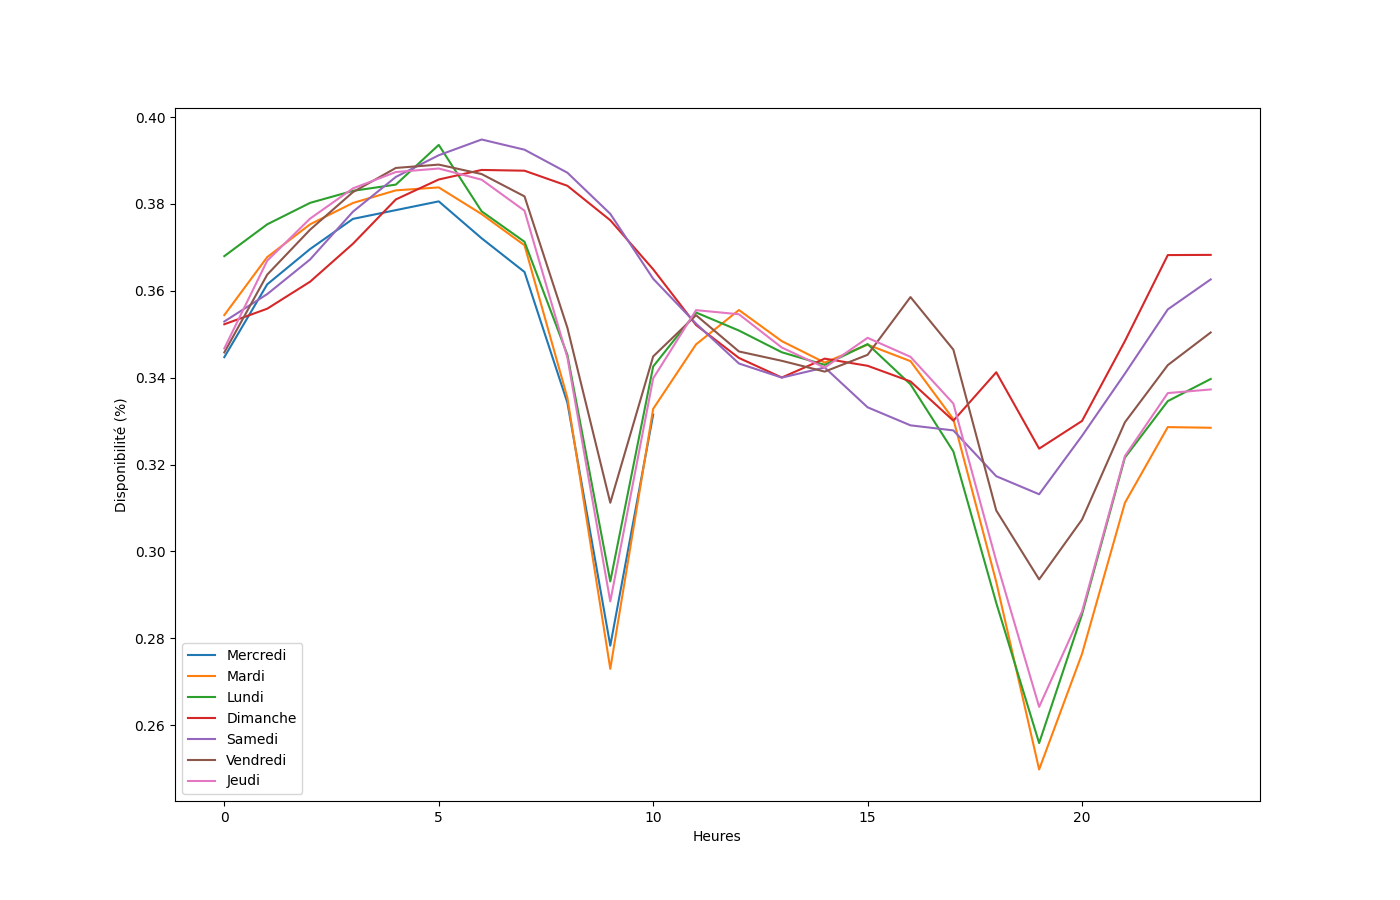 0.40
0.38
0.36
0.34
0.32
0.30
0.28
0.26
Disponibilité (%)
Mercredi
Mardi
Lundi
Dimanche
Samedi
Vendredi
Jeudi
0 5 10 15 20
Heures